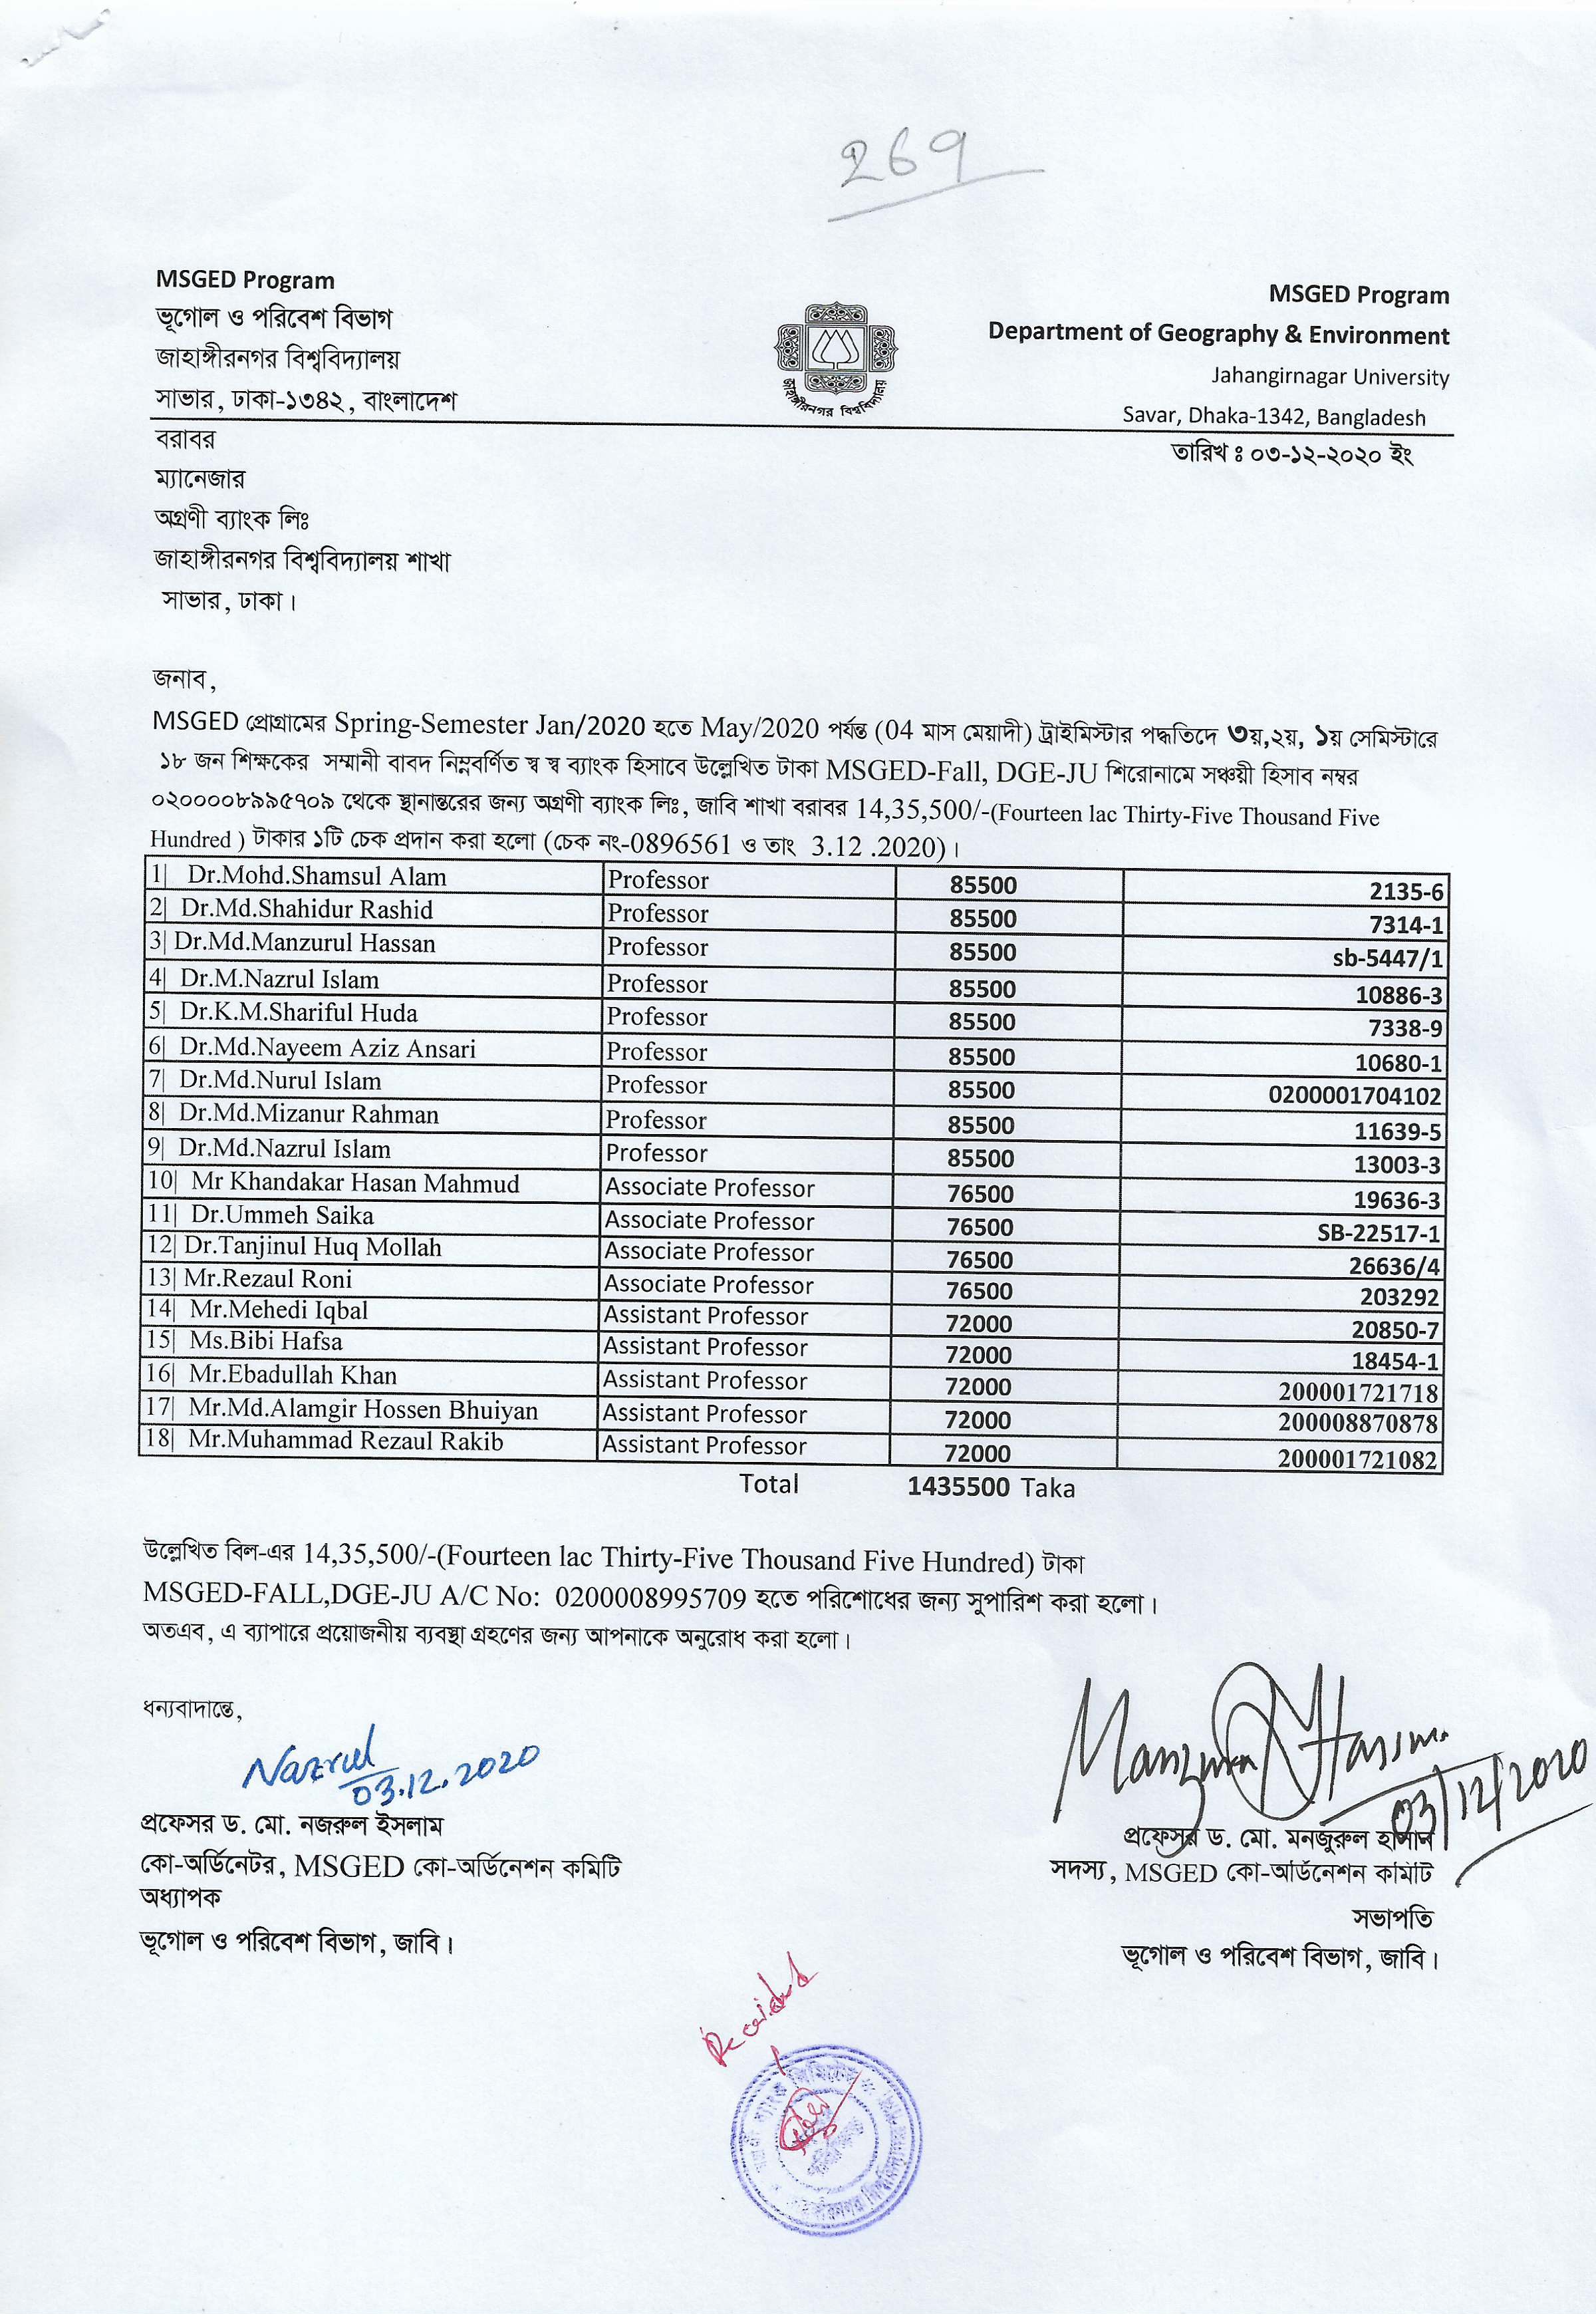 269
MSGED Program
ভূগোল ও পরিবেশ বিভাগ
জাহাঙ্গীরনগর বিশ্ববিদ্যালয়
সাভার, ঢাকা-১৩৪২, বাংলাদেশ
জাহাঙ্গীরনগর বিশ্ববিদ্যালয়
MSGED Program
Department of Geography & Environment
Jahangirnagar University
Savar, Dhaka-1342, Bangladesh
তারিখ ঃ ০৩-১২-২০২০ ইং
বরাবর
ম্যানেজার
অগ্রণী ব্যাংক লিঃ
জাহাঙ্গীরনগর বিশ্ববিদ্যালয় শাখা
সাভার, ঢাকা।
জনাব,
MSGED প্রোগ্রামের Spring-Semester Jan/2020 হতে May/2020 পর্যন্ত (04 মাস মেয়াদী) ট্রাইমিস্টার পদ্ধতিদে ৩য়,২য়, ১য় সেমিস্টারে
১৮ জন শিক্ষকের সম্মানী বাবদ নিম্নবর্ণিত স্ব স্ব ব্যাংক হিসাবে উল্লেখিত টাকা MSGED-Fall, DGE-JU শিরোনামে সঞ্চয়ী হিসাব নম্বর
০২০০০০৮৯৯৫৭০৯ থেকে স্থানান্তরের জন্য অগ্রণী ব্যাংক লিঃ, জাবি শাখা বরাবর 14,35,500/-(Fourteen lac Thirty-Five Thousand Five
Hundred ) টাকার ১টি চেক প্রদান করা হলো (চেক নং-0896561 ও তাং 3.12 .2020)।
1| Dr.Mohd.Shamsul Alam Professor 85500 2135-6
2| Dr.Md.Shahidur Rashid Professor 85500 7314-1
3| Dr.Md.Manzurul Hassan Professor 85500 sb-5447/1
4| Dr.M.Nazrul Islam Professor 85500 10886-3
5| Dr.K.M.Shariful Huda Professor 85500 7338-9
6| Dr.Md.Nayeem Aziz Ansari Professor 85500 10680-1
7| Dr.Md.Nurul Islam Professor 85500 0200001704102
8| Dr.Md.Mizanur Rahman Professor 85500 11639-5
9| Dr.Md.Nazrul Islam Professor 85500 13003-3
10| Mr Khandakar Hasan Mahmud Associate Professor 76500 19636-3
11| Dr.Ummeh Saika Associate Professor 76500 SB-22517-1
12| Dr.Tanjinul Huq Mollah Associate Professor 76500 26636/4
13| Mr.Rezaul Roni Associate Professor 76500 203292
14| Mr.Mehedi Iqbal Assistant Professor 72000 20850-7
15| Ms.Bibi Hafsa Assistant Professor 72000 18454-1
16| Mr.Ebadullah Khan Assistant Professor 72000 200001721718
17| Mr.Md.Alamgir Hossen Bhuiyan Assistant Professor 72000 200008870878
18| Mr.Muhammad Rezaul Rakib Assistant Professor 72000 200001721082
Total 1435500 Taka
উল্লেখিত বিল-এর 14,35,500/-(Fourteen lac Thirty-Five Thousand Five Hundred) টাকা
MSGED-FALL,DGE-JU A/C No: 0200008995709 হতে পরিশোধের জন্য সুপারিশ করা হলো।
অতএব, এ ব্যাপারে প্রয়োজনীয় ব্যবস্থা গ্রহণের জন্য আপনাকে অনুরোধ করা হলো।
ধন্যবাদান্তে,
Nazrul
03.12.2020
প্রফেসর ড. মো. নজরুল ইসলাম
কো-অর্ডিনেটর, MSGED কো-অর্ডিনেশন কমিটি
অধ্যাপক
ভূগোল ও পরিবেশ বিভাগ, জাবি।
03/12/2020
প্রফেসর ড. মো. মনজুরুল হাসান
সদস্য, MSGED কো-অর্ডিনেশন কমিটি
সভাপতি
ভূগোল ও পরিবেশ বিভাগ, জাবি।
Received